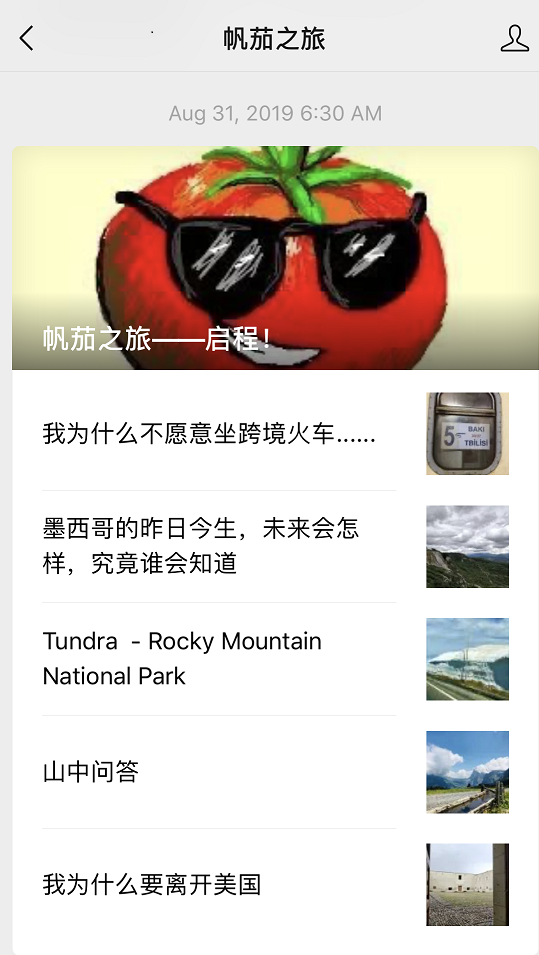 帆茄之旅
Aug 31, 2019 6:30 AM
帆茄之旅——启程！
我为什么不愿意坐跨境火车……
5
BAKI
TBİLİSİ
墨西哥的昨日今生，未来会怎
样，究竟谁会知道
Tundra - Rocky Mountain
National Park
山中问答
我为什么要离开美国